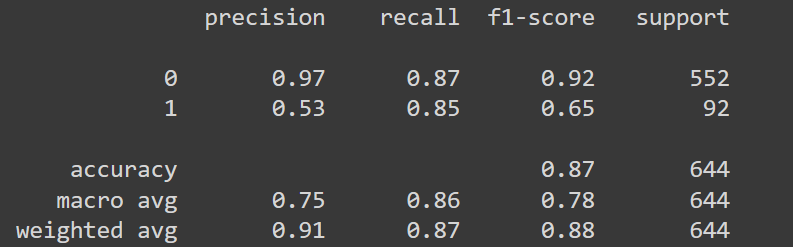 precision recall f1-score support
0 0.97 0.87 0.92 552
1 0.53 0.85 0.65 92
accuracy 0.87 644
macro avg 0.75 0.86 0.78 644
weighted avg 0.91 0.87 0.88 644